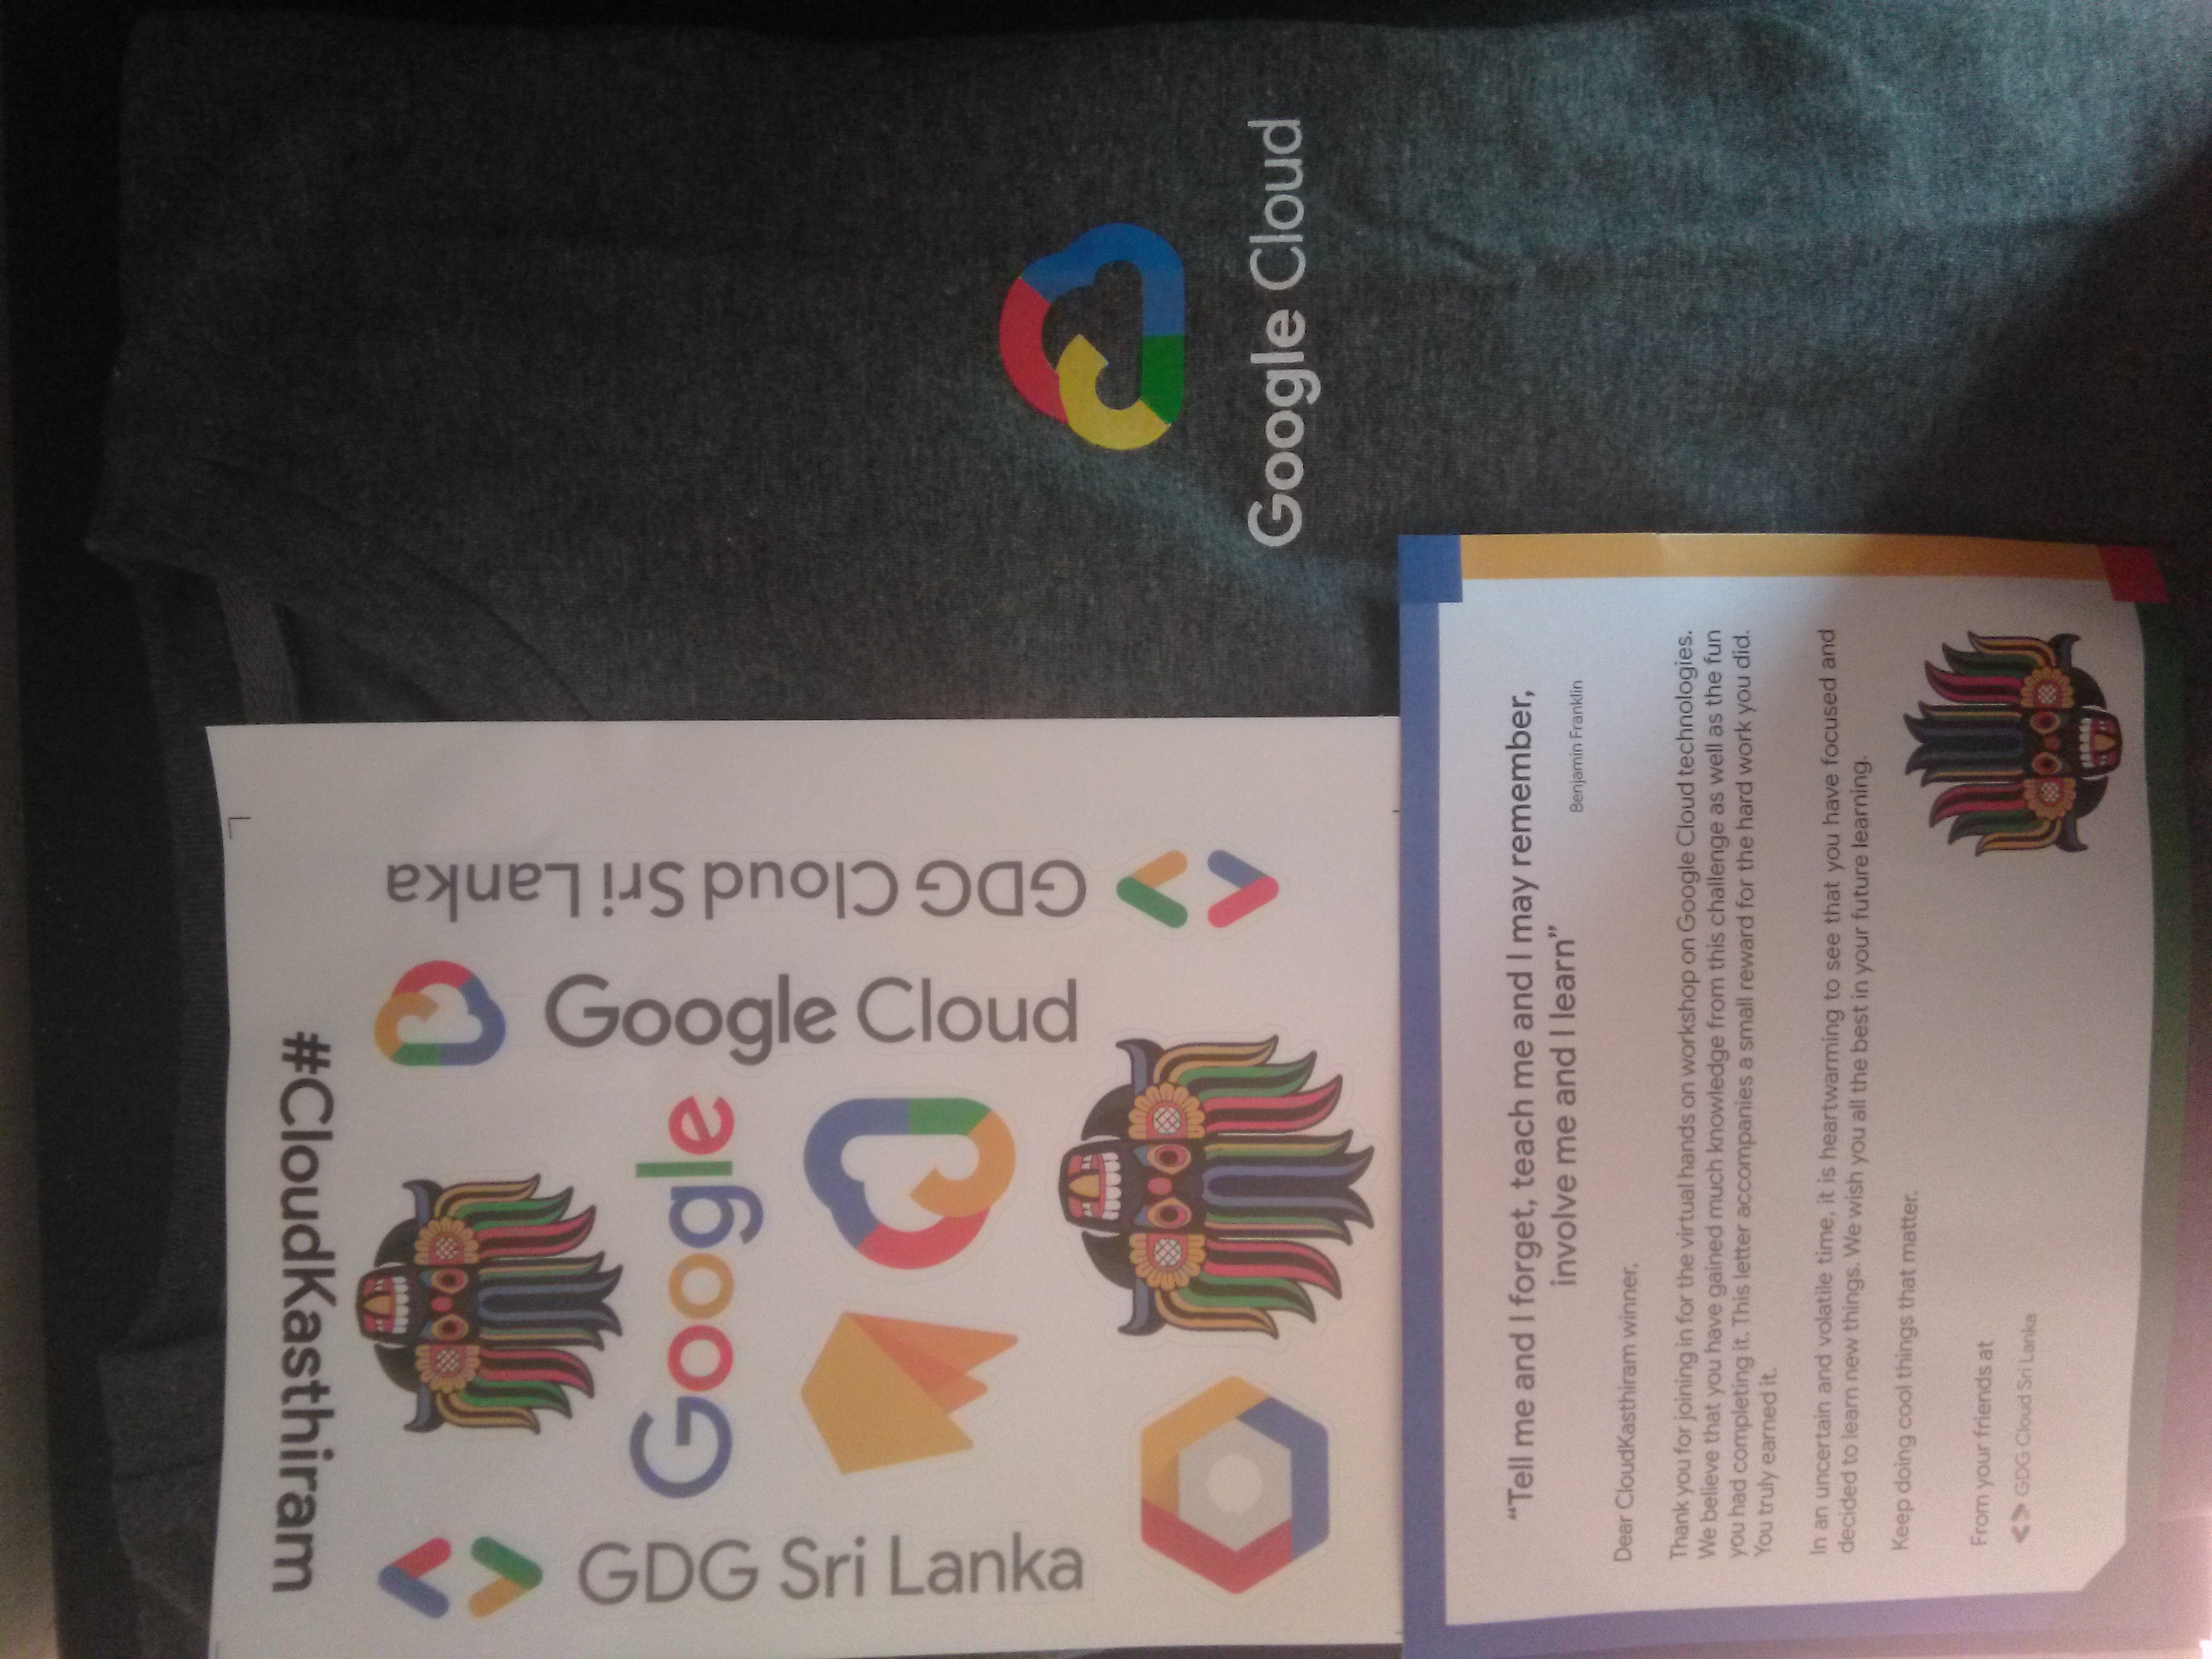 Google Cloud
#CloudKasthiram
GDG Cloud Sri Lanka
Google Cloud
Google
GDG Sri Lanka
“Tell me and I forget, teach me and I may remember,
involve me and I learn”
Benjamin Franklin
Dear CloudKasthiram winner,
Thank you for joining in for the virtual hands on workshop on Google Cloud technologies.
We believe that you have gained much knowledge from this challenge as well as the fun
you had completing it. This letter accompanies a small reward for the hard work you did.
You truly earned it.
In an uncertain and volatile time, it is heartwarming to see that you have focused and
decided to learn new things. We wish you all the best in your future learning.
Keep doing cool things that matter.
From your friends at
GDG Cloud Sri Lanka